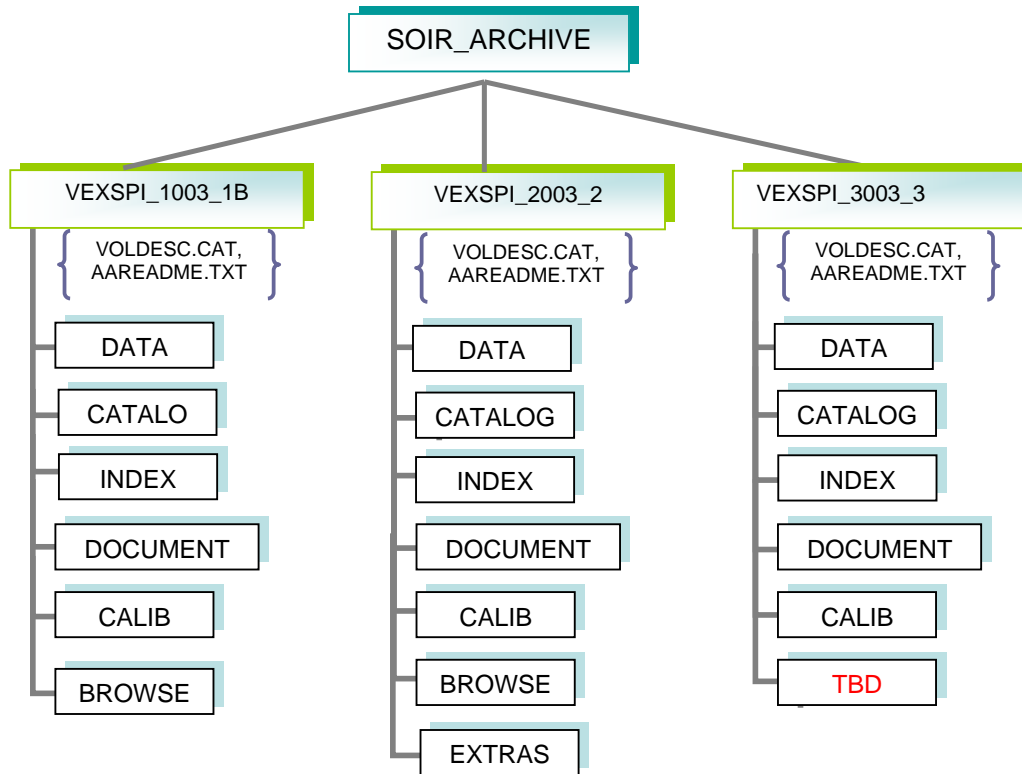 SOIR_ARCHIVE
VEXSPI_1003_1B
VOLDESC.CAT,
AAREADME.TXT
DATA
CATALO
INDEX
DOCUMENT
CALIB
BROWSE
VEXSPI_2003_2
VOLDESC.CAT,
AAREADME.TXT
DATA
CATALOG
INDEX
DOCUMENT
CALIB
BROWSE
EXTRAS
VEXSPI_3003_3
VOLDESC.CAT,
AAREADME.TXT
DATA
CATALOG
INDEX
DOCUMENT
CALIB
TBD